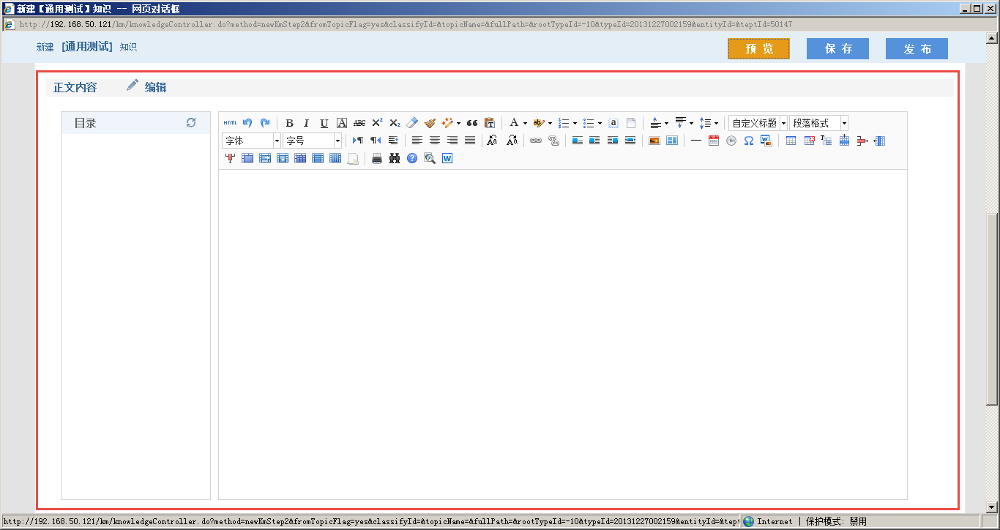 新建【通用测试】知识 -- 网页对话框
http://192.168.50.121/km/knowledgeController.do?method=newKmStep2&fromTopicFlag=yes&classifyId=&topicName=&fullPath=&rootTypeId=-10&typeId=20131227002159&entityId=&teptId=50147
新建 [通用测试] 知识
预 览
保 存
发 布
正文内容 编辑
目录
HTML B I U A ABC X² X₂ A ab a 自定义标题 段落格式
字体 字号
W
http://192.168.50.121/km/knowledgeController.do?method=newKmStep2&fromTopicFlag=yes&classifyId=&topicName=&fullPath=&rootTypeId=-10&typeId=20131227002159&entityId=&tept Internet | 保护模式: 禁用